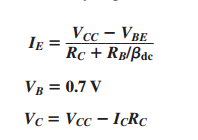 I_E = (V_CC − V_BE) / (R_C + R_B/β_dc)
V_B = 0.7 V
V_C = V_CC − I_C R_C